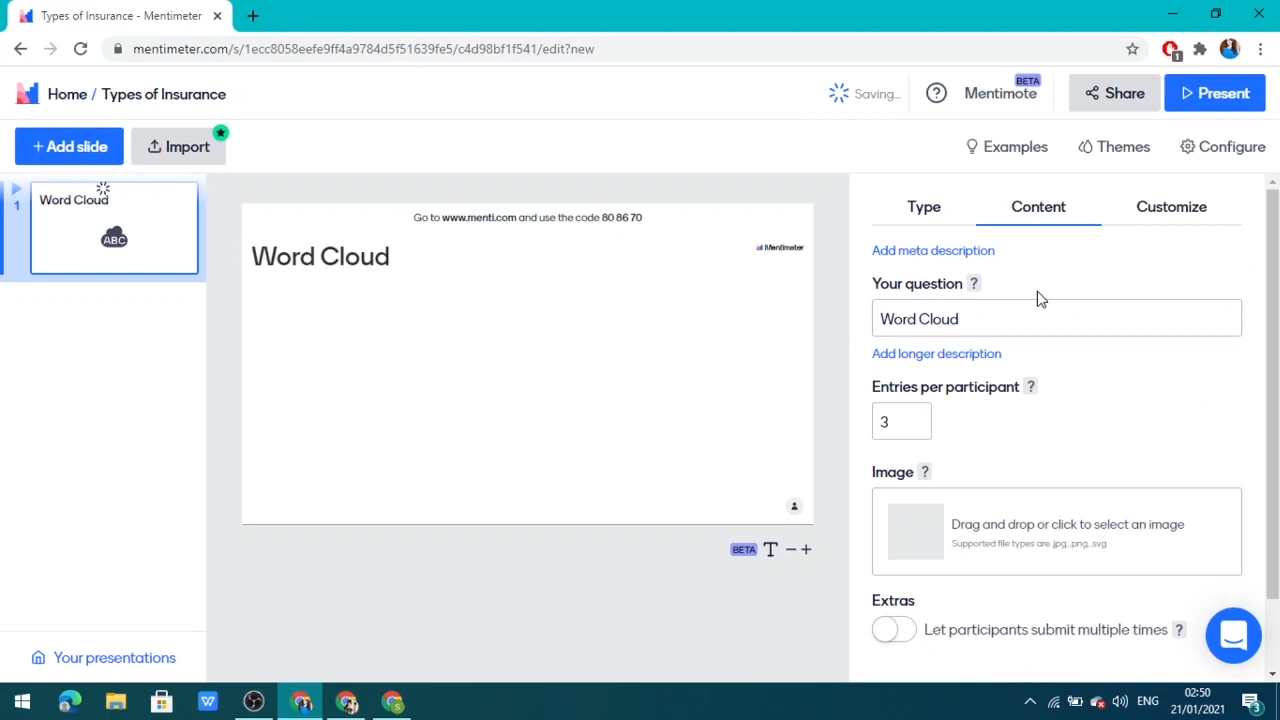 Types of Insurance - Mentimeter
mentimeter.com/s/1ecc8058eefe9ff4a9784d5f51639fe5/c4d98bf1f541/edit?new
1
Home / Types of Insurance
Saving...
?
Mentimote
BETA
Share
Present
+ Add slide
Import
Examples
Themes
Configure
1
Word Cloud
ABC
Go to www.menti.com and use the code 80 86 70
Word Cloud
Mentimeter
BETA
T
Type
Content
Customize
Add meta description
Your question ?
Word Cloud
Add longer description
Entries per participant ?
3
Image ?
Drag and drop or click to select an image
Supported file types are .jpg, .png, .svg
Extras
Let participants submit multiple times ?
Your presentations
W
S
ENG
02:50
21/01/2021
3